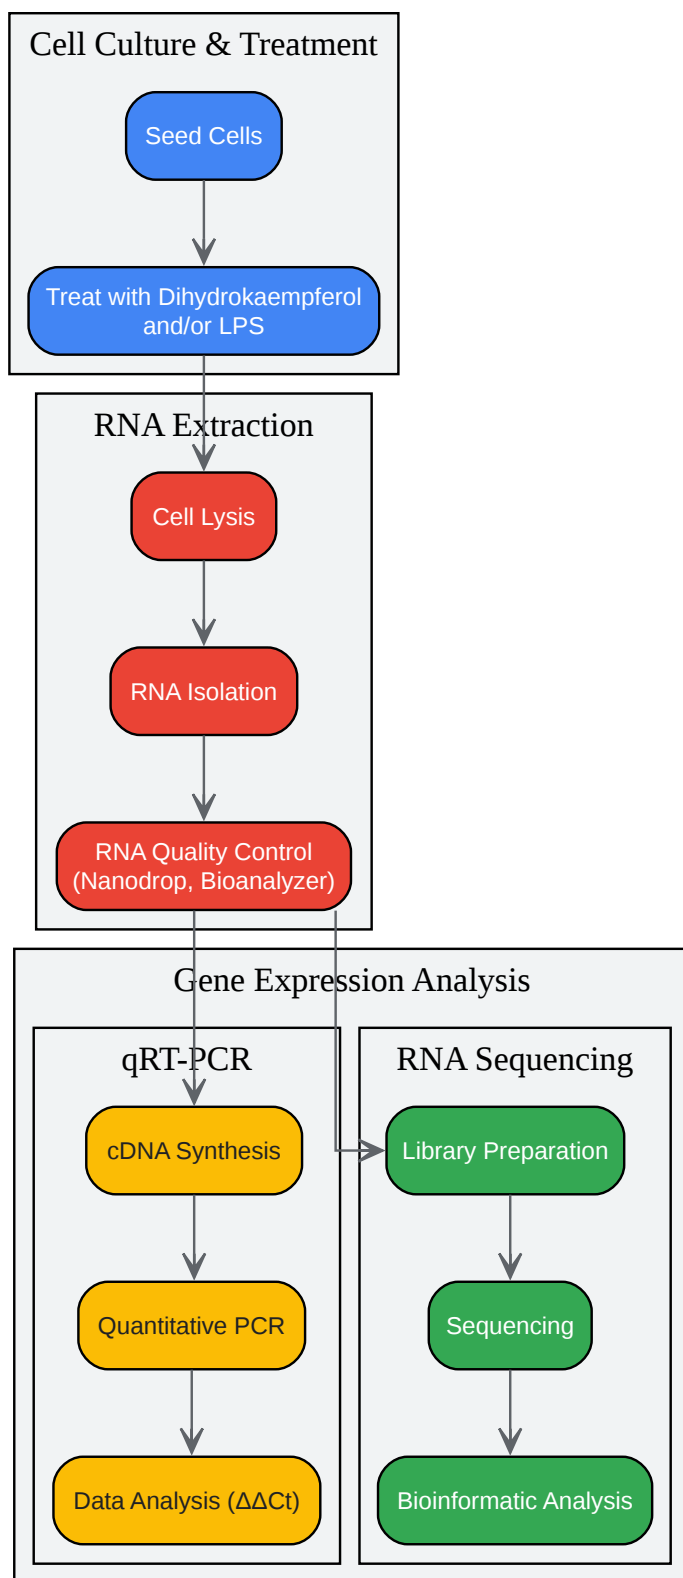 Cell Culture & Treatment
Seed Cells
Treat with Dihydrokaempferol
and/or LPS
RNA Extraction
Cell Lysis
RNA Isolation
RNA Quality Control
(Nanodrop, Bioanalyzer)
Gene Expression Analysis
qRT-PCR
cDNA Synthesis
Quantitative PCR
Data Analysis (ΔΔCt)
RNA Sequencing
Library Preparation
Sequencing
Bioinformatic Analysis